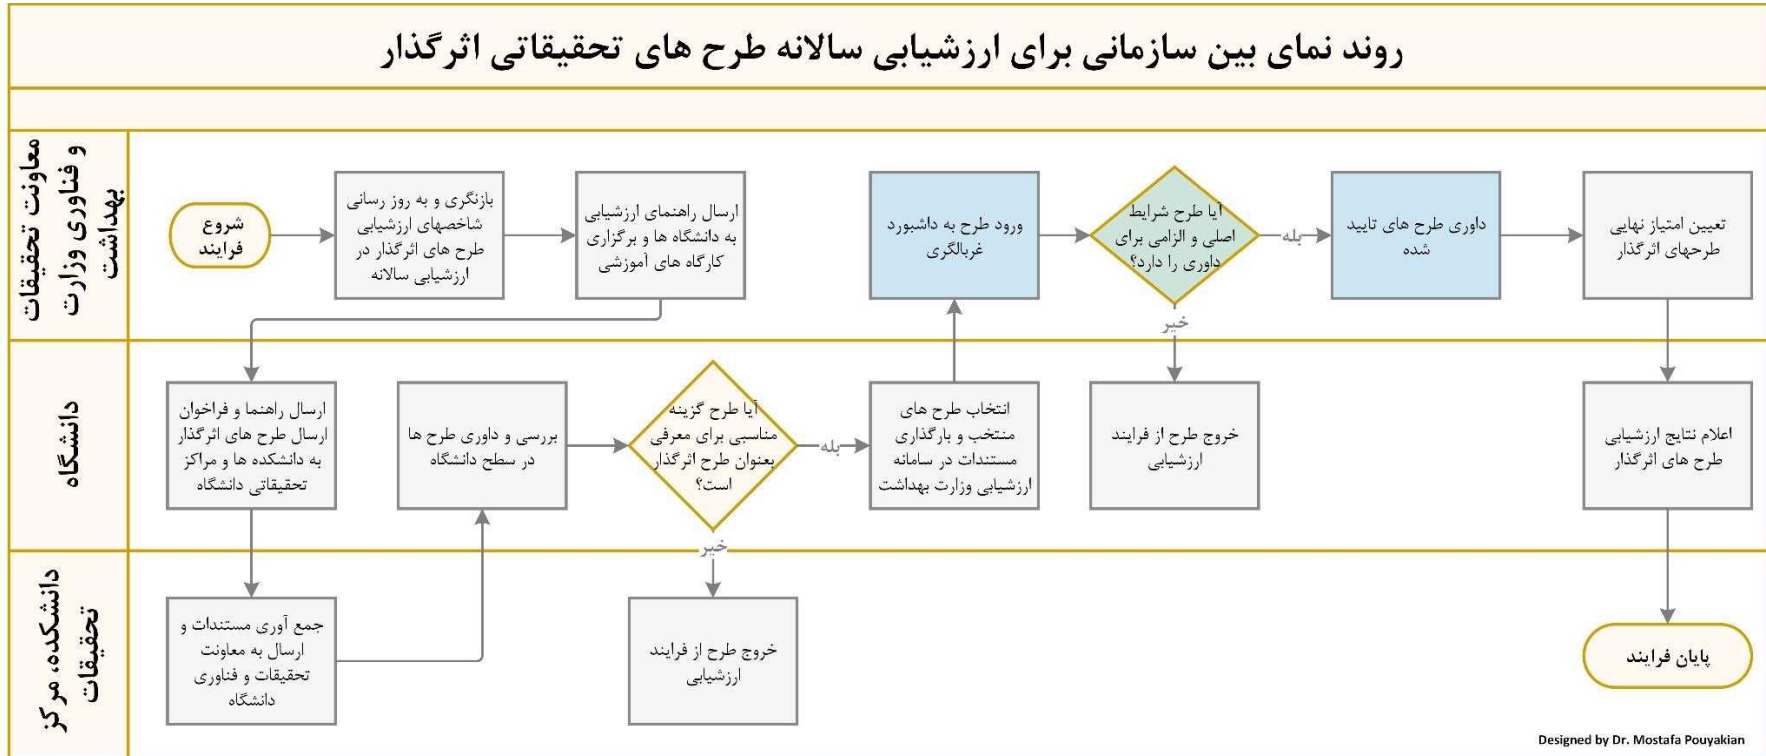 روند نمای بین سازمانی برای ارزشیابی سالانه طرح های تحقیقاتی اثرگذار
معاونت تحقیقات
و فناوری وزارت
بهداشت
شروع
فرایند
بازنگری و به روز رسانی
شاخصهای ارزشیابی
طرح های اثرگذار در
ارزشیابی سالانه
ارسال راهنمای ارزشیابی
به دانشگاه ها و برگزاری
کارگاه های آموزشی
ورود طرح به داشبورد
غربالگری
آیا طرح شرایط
اصلی و الزامی برای
داوری را دارد؟
بله
خیر
داوری طرح های تایید
شده
تعیین امتیاز نهایی
طرحهای اثرگذار
دانشگاه
ارسال راهنما و فراخوان
ارسال طرح های اثرگذار
به دانشکده ها و مراکز
تحقیقاتی دانشگاه
بررسی و داوری طرح ها
در سطح دانشگاه
آیا طرح گزینه
مناسبی برای معرفی
بعنوان طرح اثرگذار
است؟
بله
خیر
انتخاب طرح های
منتخب و بارگذاری
مستندات در سامانه
ارزشیابی وزارت بهداشت
خروج طرح از فرایند
ارزشیابی
اعلام نتایج ارزشیابی
طرح های اثرگذار
دانشکده، مرکز
تحقیقات
جمع آوری مستندات و
ارسال به معاونت
تحقیقات و فناوری
دانشگاه
خروج طرح از فرایند
ارزشیابی
پایان فرایند
Designed by Dr. Mostafa Pouyakian